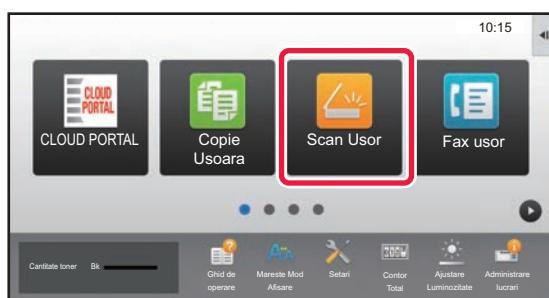 10:15
CLOUD
PORTAL
CLOUD PORTAL
Copie
Usoara
Scan Usor
Fax usor
Cantitate toner Bk
Ghid de
operare
Mareste Mod
Afisare
Setari
Contor
Total
Ajustare
Luminozitate
Administrare
lucrari